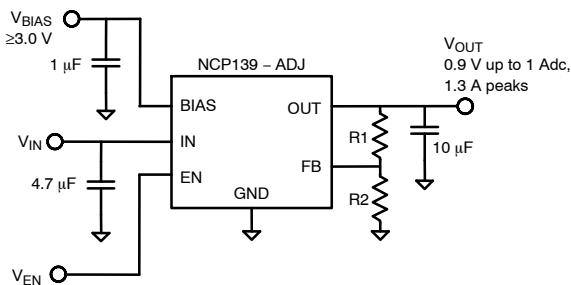 VBIAS
≥3.0 V
1 μF
NCP139 – ADJ
VOUT
0.9 V up to 1 Adc,
1.3 A peaks
BIAS
OUT
VIN
IN
R1
10 μF
4.7 μF
EN
FB
GND
R2
VEN